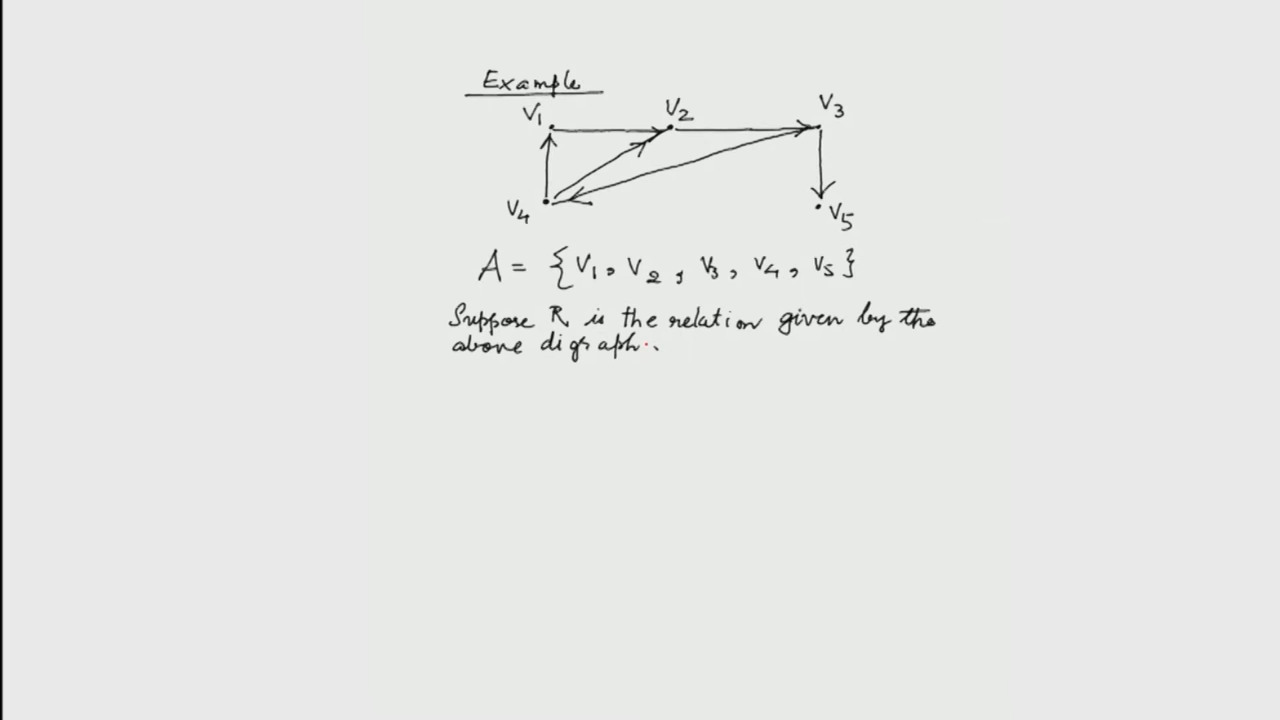 Example
V1 V2 V3
V4 V5
A = {V1, V2, V3, V4, V5}
Suppose R is the relation given by the
above digraph.